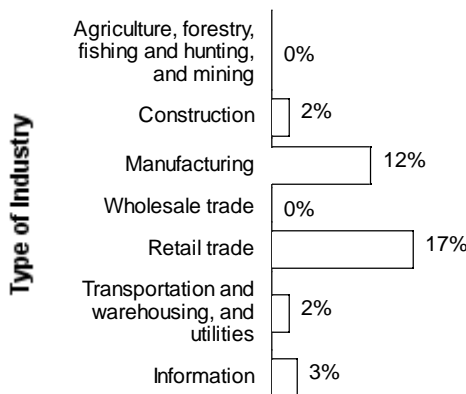 Type of Industry
Agriculture, forestry,
fishing and hunting,
and mining
0%
Construction
2%
Manufacturing
12%
Wholesale trade
0%
Retail trade
17%
Transportation and
warehousing, and
utilities
2%
Information
3%